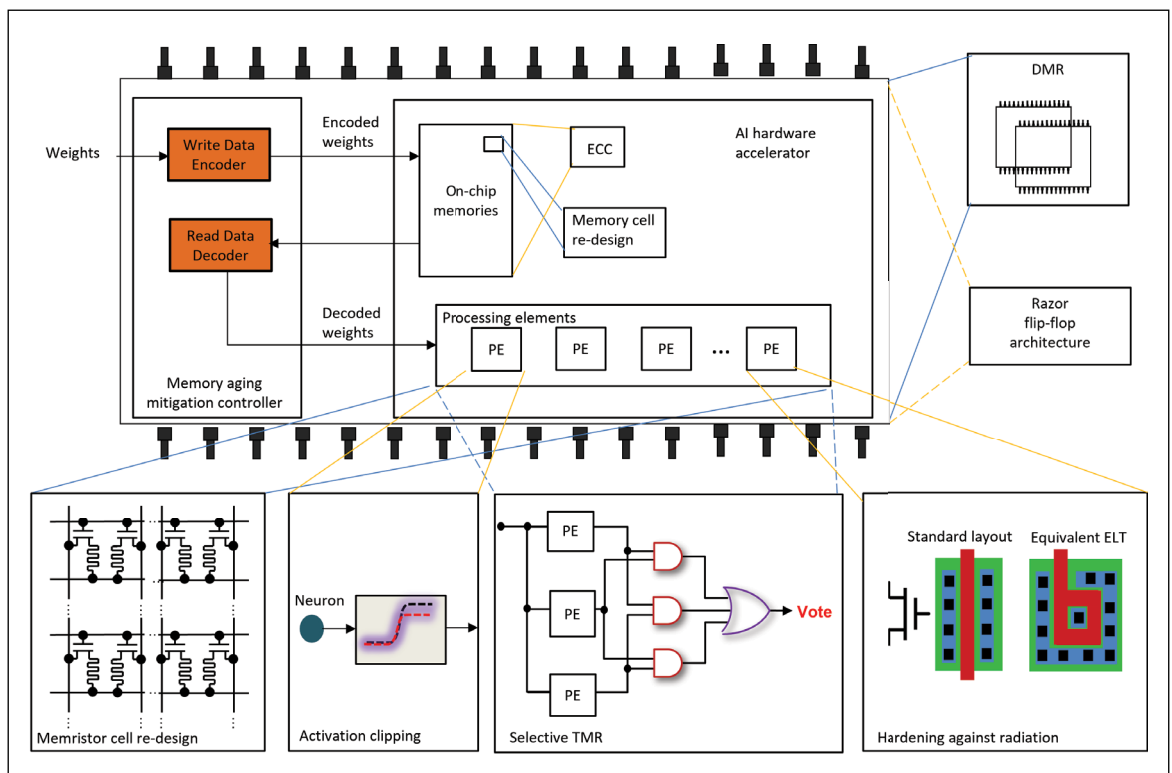 DMR
Weights
Write Data
Encoder
Encoded
weights
On-chip
memories
ECC
AI hardware
accelerator
Memory cell
re-design
Read Data
Decoder
Decoded
weights
Processing elements
PE
PE
PE
...
PE
Memory aging
mitigation controller
Razor
flip-flop
architecture
Memristor cell re-design
Neuron
Activation clipping
PE
PE
PE
Vote
Selective TMR
Standard layout
Equivalent ELT
Hardening against radiation